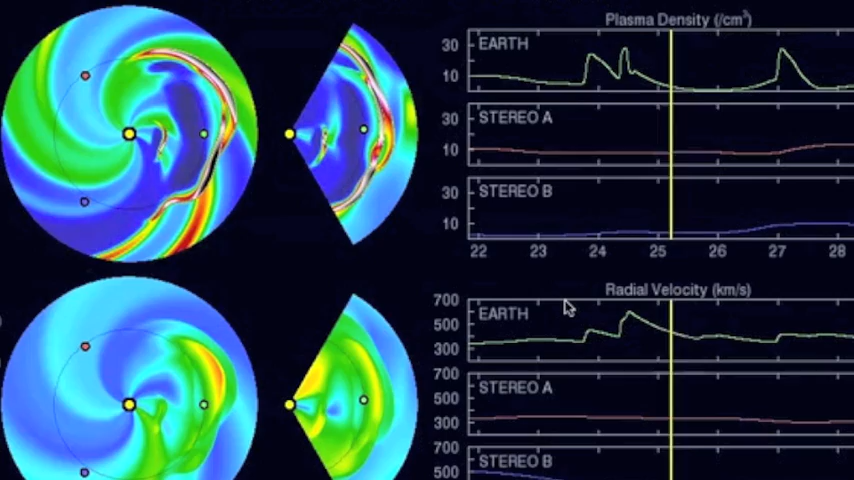 Plasma Density (/cm³)
30
10
EARTH
30
10
STEREO A
30
10
STEREO B
22 23 24 25 26 27 28
Radial Velocity (km/s)
700
500
300
EARTH
700
500
300
STEREO A
700
500
STEREO B